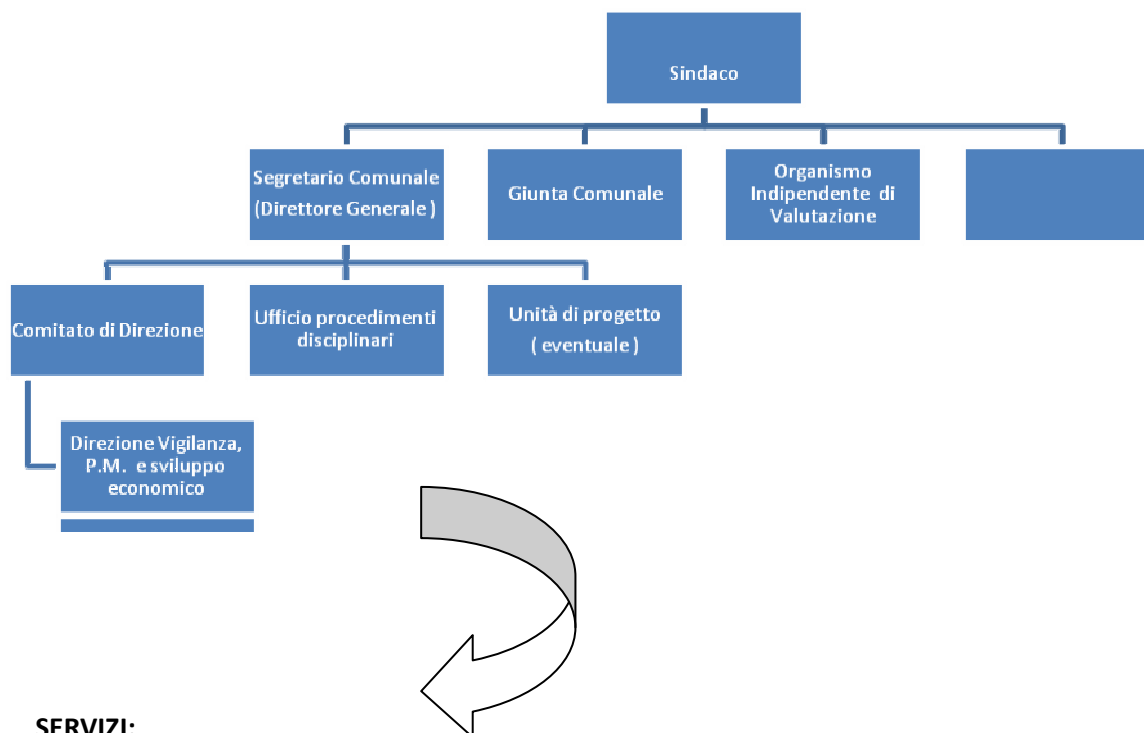 Sindaco
Segretario Comunale
(Direttore Generale )
Giunta Comunale
Organismo
Indipendente di
Valutazione
Comitato di Direzione
Ufficio procedimenti
disciplinari
Unità di progetto
( eventuale )
Direzione Vigilanza,
P.M. e sviluppo
economico
SERVIZI: